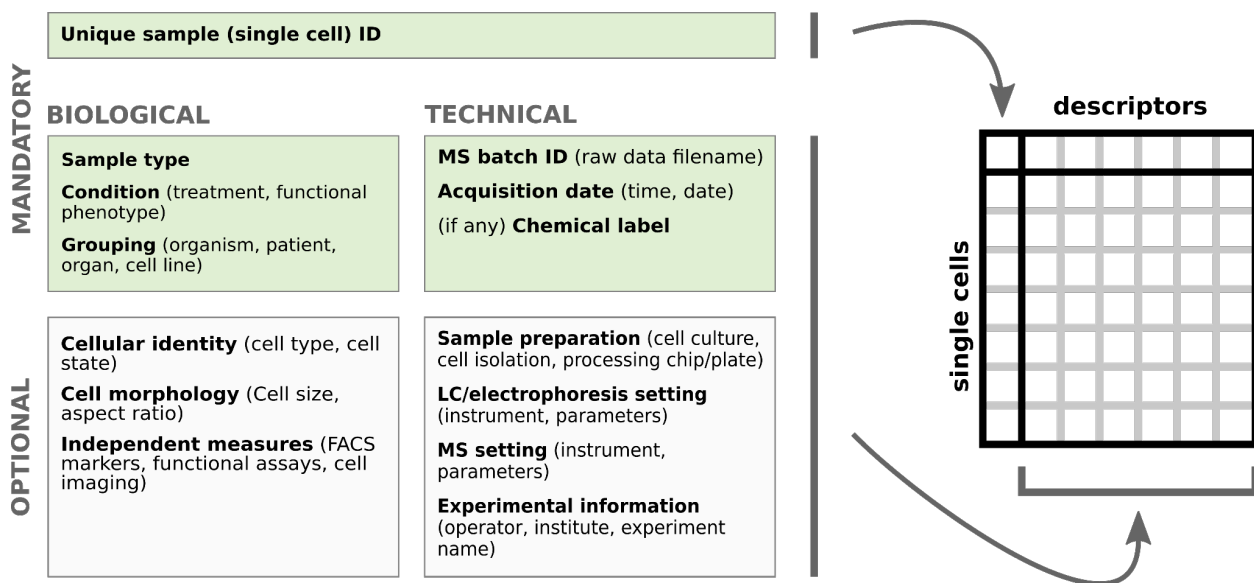 MANDATORY
Unique sample (single cell) ID
BIOLOGICAL
Sample type
Condition (treatment, functional
phenotype)
Grouping (organism, patient,
organ, cell line)
TECHNICAL
MS batch ID (raw data filename)
Acquisition date (time, date)
(if any) Chemical label
OPTIONAL
Cellular identity (cell type, cell
state)
Cell morphology (Cell size,
aspect ratio)
Independent measures (FACS
markers, functional assays, cell
imaging)
Sample preparation (cell culture,
cell isolation, processing chip/plate)
LC/electrophoresis setting
(instrument, parameters)
MS setting (instrument,
parameters)
Experimental information
(operator, institute, experiment
name)
descriptors
single cells